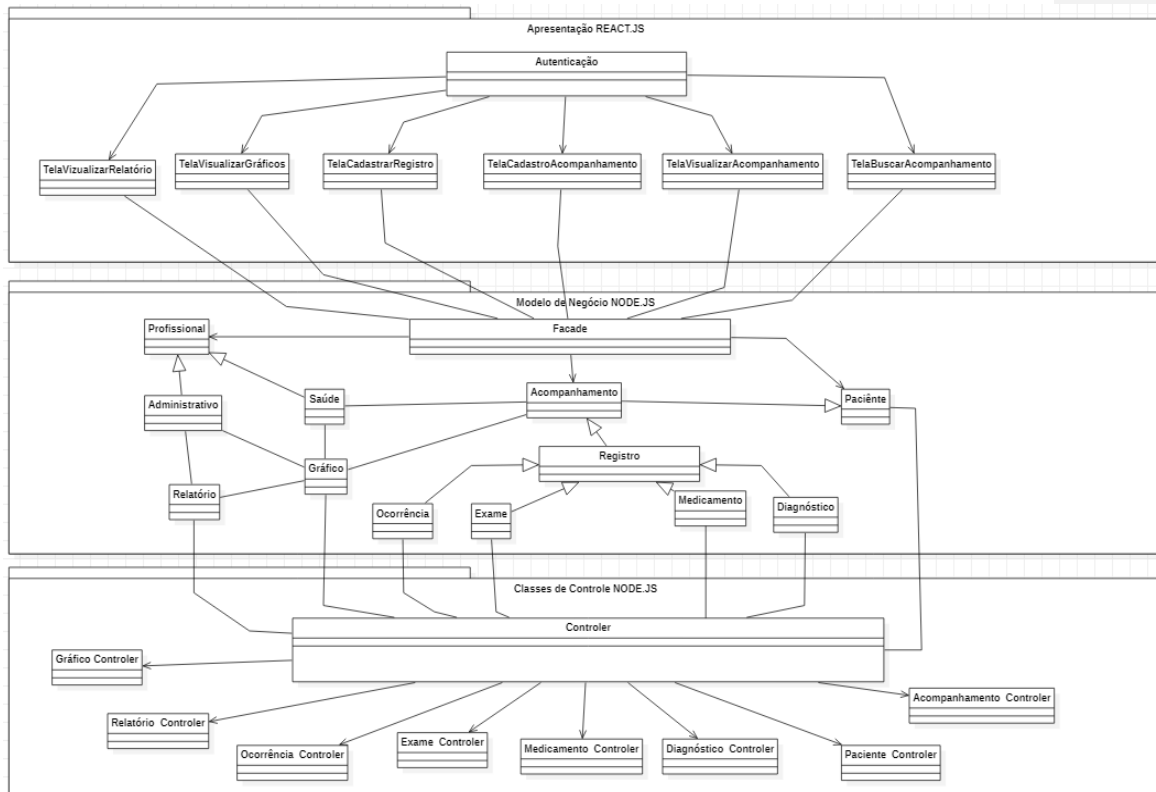 Apresentação REACT.JS
Autenticação
TelaVizualizarRelatório
TelaVisualizarGráficos
TelaCadastrarRegistro
TelaCadastroAcompanhamento
TelaVisualizarAcompanhamento
TelaBuscarAcompanhamento
Modelo de Negócio NODE.JS
Profissional
Facade
Administrativo
Saúde
Acompanhamento
Paciênte
Registro
Gráfico
Relatório
Ocorrência
Exame
Medicamento
Diagnóstico
Classes de Controle NODE.JS
Controler
Gráfico Controler
Relatório Controler
Ocorrência Controler
Exame Controler
Medicamento Controler
Diagnóstico Controler
Paciente Controler
Acompanhamento Controler